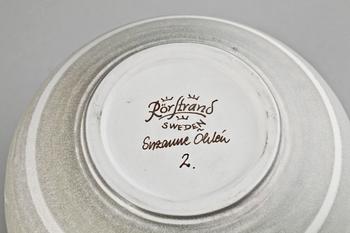 Rörstrand
SWEDEN
Suzanne Öhlén
2.